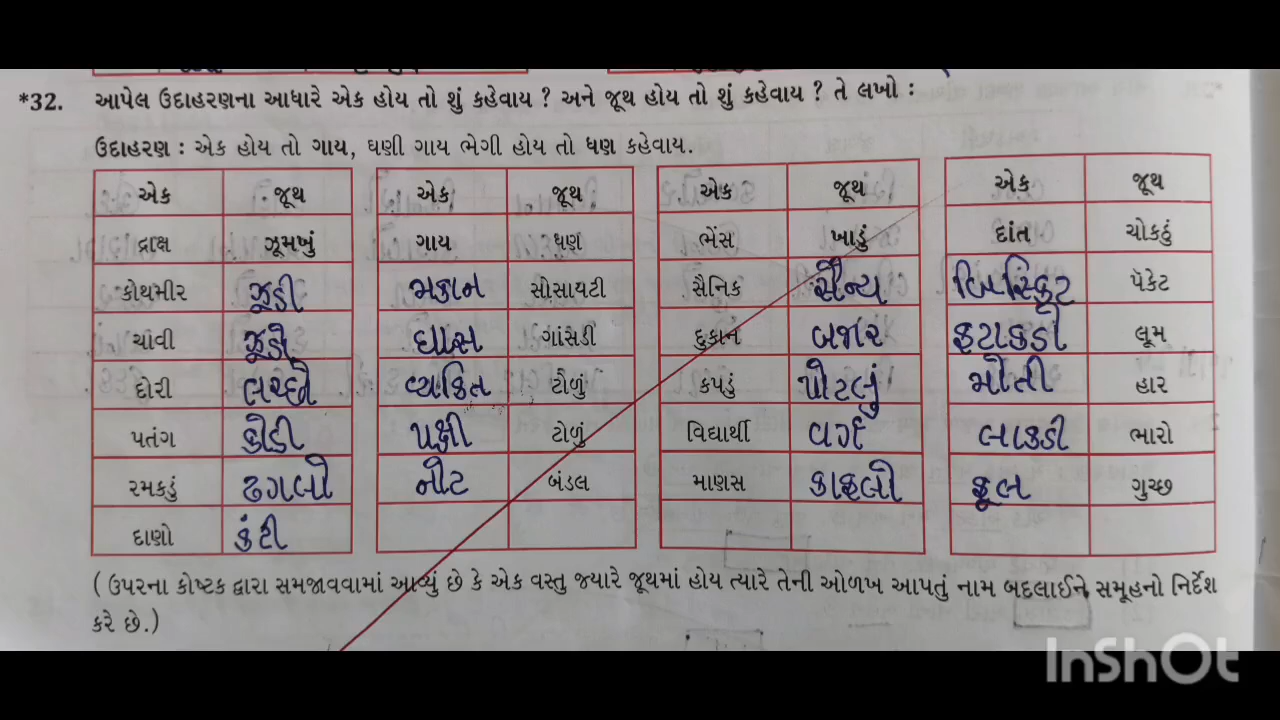 *32. આપેલ ઉદાહરણના આધારે એક હોય તો શું કહેવાય ? અને જૂથ હોય તો શું કહેવાય ? તે લખો :
ઉદાહરણ : એક હોય તો ગાય, ઘણી ગાય ભેગી હોય તો ધણ કહેવાય.
એક જૂથ એક જૂથ એક જૂથ એક જૂથ
દ્રાક્ષ ઝૂમખું ગાય ધણ ભેંસ ખાડું દાંત ચોકઠું
કોથમીર ઝૂડી મકાન સોસાયટી સૈનિક સૈન્ય બિસ્કિટ પૅકેટ
ચાવી ઝૂડો ઘાસ ગાંસડી દુકાન બજાર ફટાકડો લૂમ
દોરી લચ્છો વ્યકિત ટોળું કપડું પોટલું મોતી હાર
પતંગ કોડી પક્ષી ટોળું વિદ્યાર્થી વર્ગ લાકડી ભારો
રમકડું ઢગલો નોટ બંડલ માણસ કાફલો ફૂલ ગુચ્છ
દાણો કંટી
( ઉપરના કોષ્ટક દ્વારા સમજાવવામાં આવ્યું છે કે એક વસ્તુ જયારે જૂથમાં હોય ત્યારે તેની ઓળખ આપતું નામ બદલાઈને સમૂહનો નિર્દેશ
કરે છે.)
InShOt